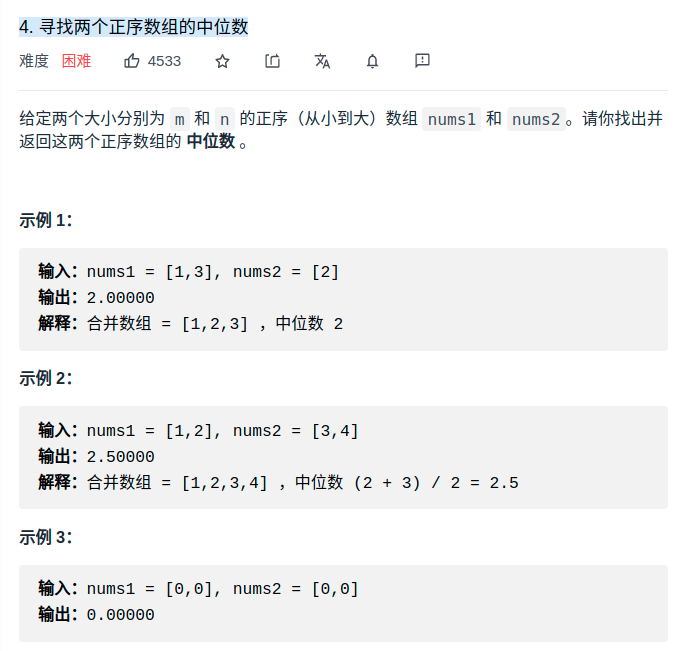 4. 寻找两个正序数组的中位数
难度 困难 4533
给定两个大小分别为 m 和 n 的正序（从小到大）数组 nums1 和 nums2。请你找出并
返回这两个正序数组的 中位数 。
示例 1：
输入：nums1 = [1,3], nums2 = [2]
输出：2.00000
解释：合并数组 = [1,2,3] ，中位数 2
示例 2：
输入：nums1 = [1,2], nums2 = [3,4]
输出：2.50000
解释：合并数组 = [1,2,3,4] ，中位数 (2 + 3) / 2 = 2.5
示例 3：
输入：nums1 = [0,0], nums2 = [0,0]
输出：0.00000